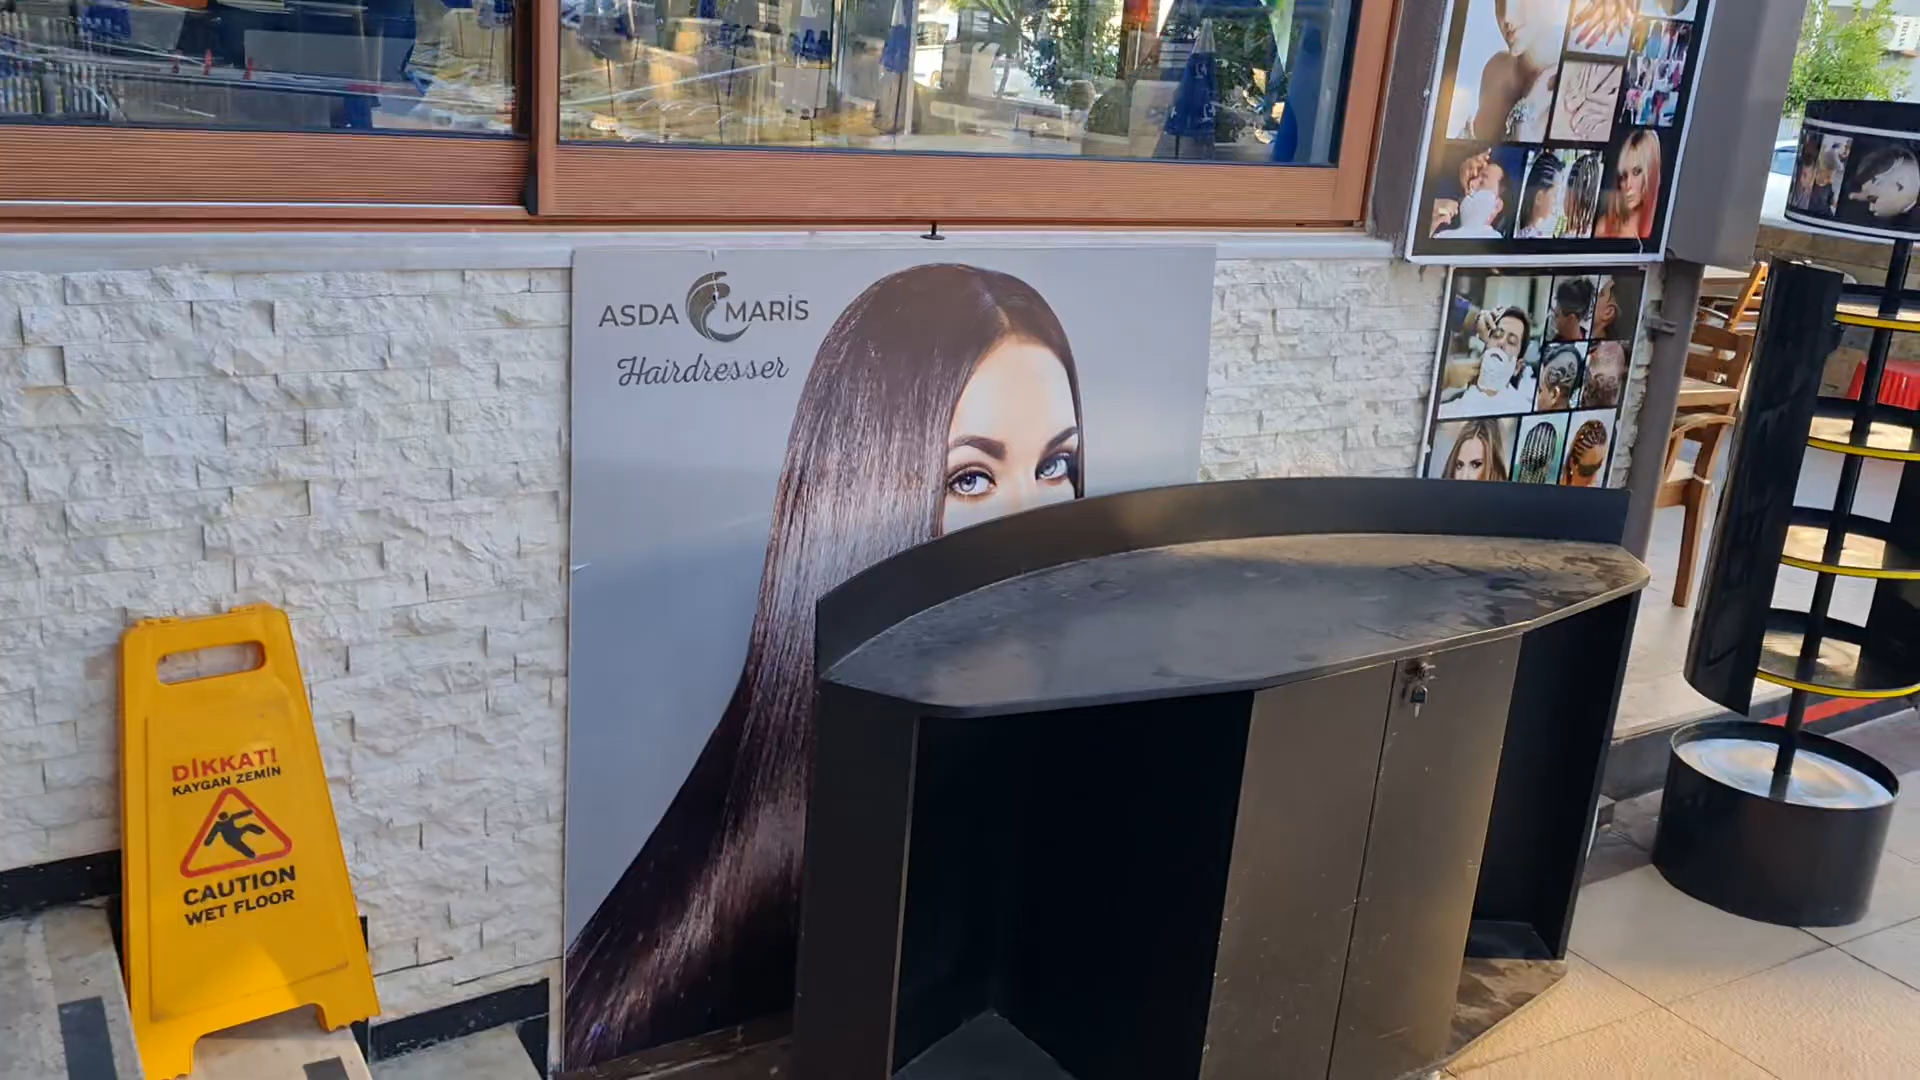 ASDA MARİS
Hairdresser
DİKKAT!
KAYGAN ZEMİN
CAUTION
WET FLOOR